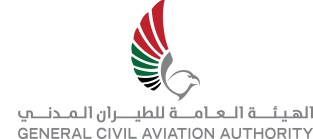 الهيئة العامة للطيران المدني
GENERAL CIVIL AVIATION AUTHORITY